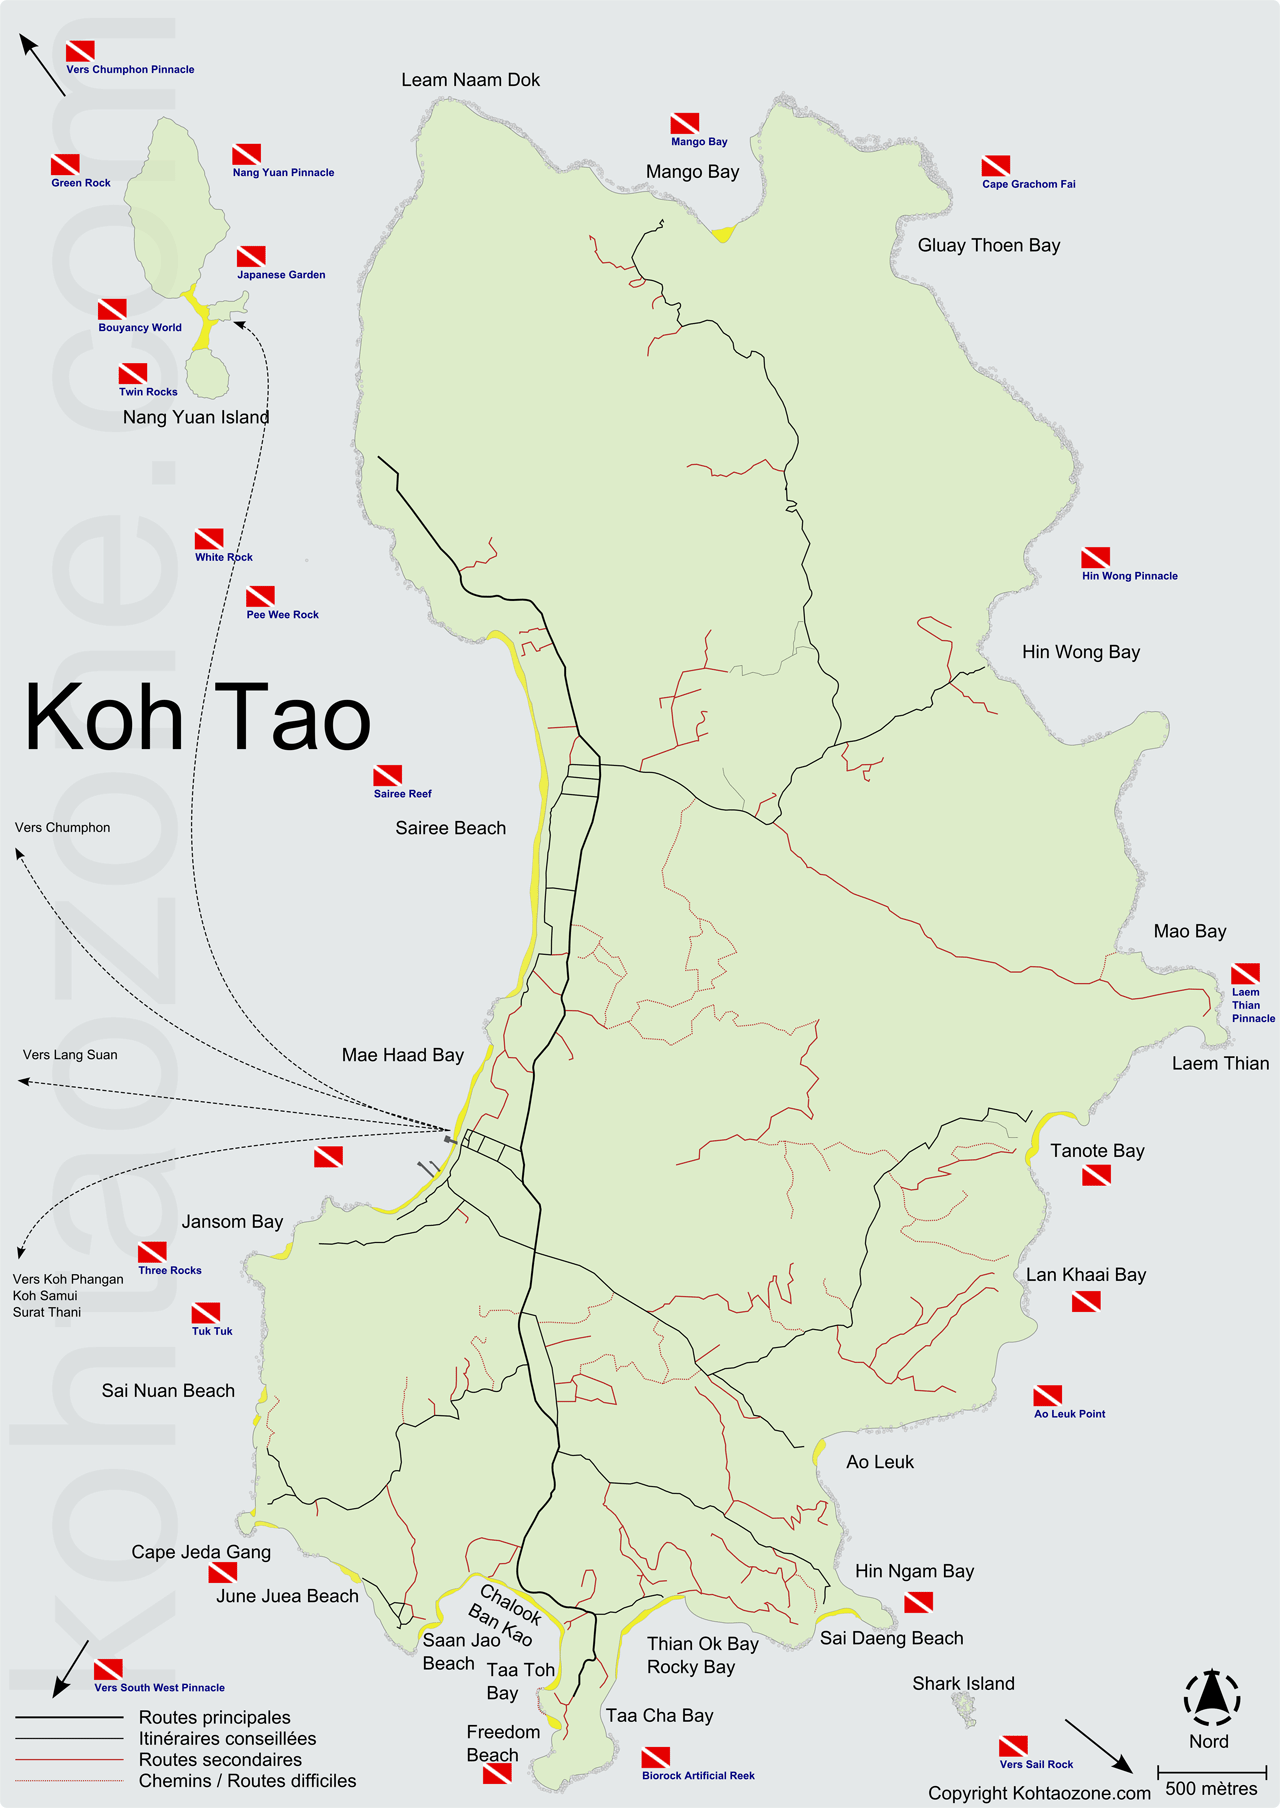 kohtaozone.com
Vers Chumphon Pinnacle
Leam Naam Dok
Mango Bay
Mango Bay
Green Rock
Nang Yuan Pinnacle
Cape Grachom Fai
Gluay Thoen Bay
Japanese Garden
Bouyancy World
Twin Rocks
Nang Yuan Island
White Rock
Pee Wee Rock
Hin Wong Pinnacle
Hin Wong Bay
Koh Tao
Sairee Reef
Sairee Beach
Vers Chumphon
Mao Bay
Laem
Thian
Pinnacle
Laem Thian
Mae Haad Bay
Vers Lang Suan
Tanote Bay
Jansom Bay
Three Rocks
Vers Koh Phangan
Koh Samui
Surat Thani
Lan Khaai Bay
Tuk Tuk
Sai Nuan Beach
Ao Leuk Point
Ao Leuk
Cape Jeda Gang
June Juea Beach
Chalook
Ban Kao
Hin Ngam Bay
Saan Jao
Beach
Thian Ok Bay
Rocky Bay
Sai Daeng Beach
Taa Toh
Bay
Shark Island
Vers South West Pinnacle
Taa Cha Bay
Freedom
Beach
Biorock Artificial Reek
Vers Sail Rock
Nord
Routes principales
Itinéraires conseillées
Routes secondaires
Chemins / Routes difficiles
Copyright Kohtaozone.com
500 mètres